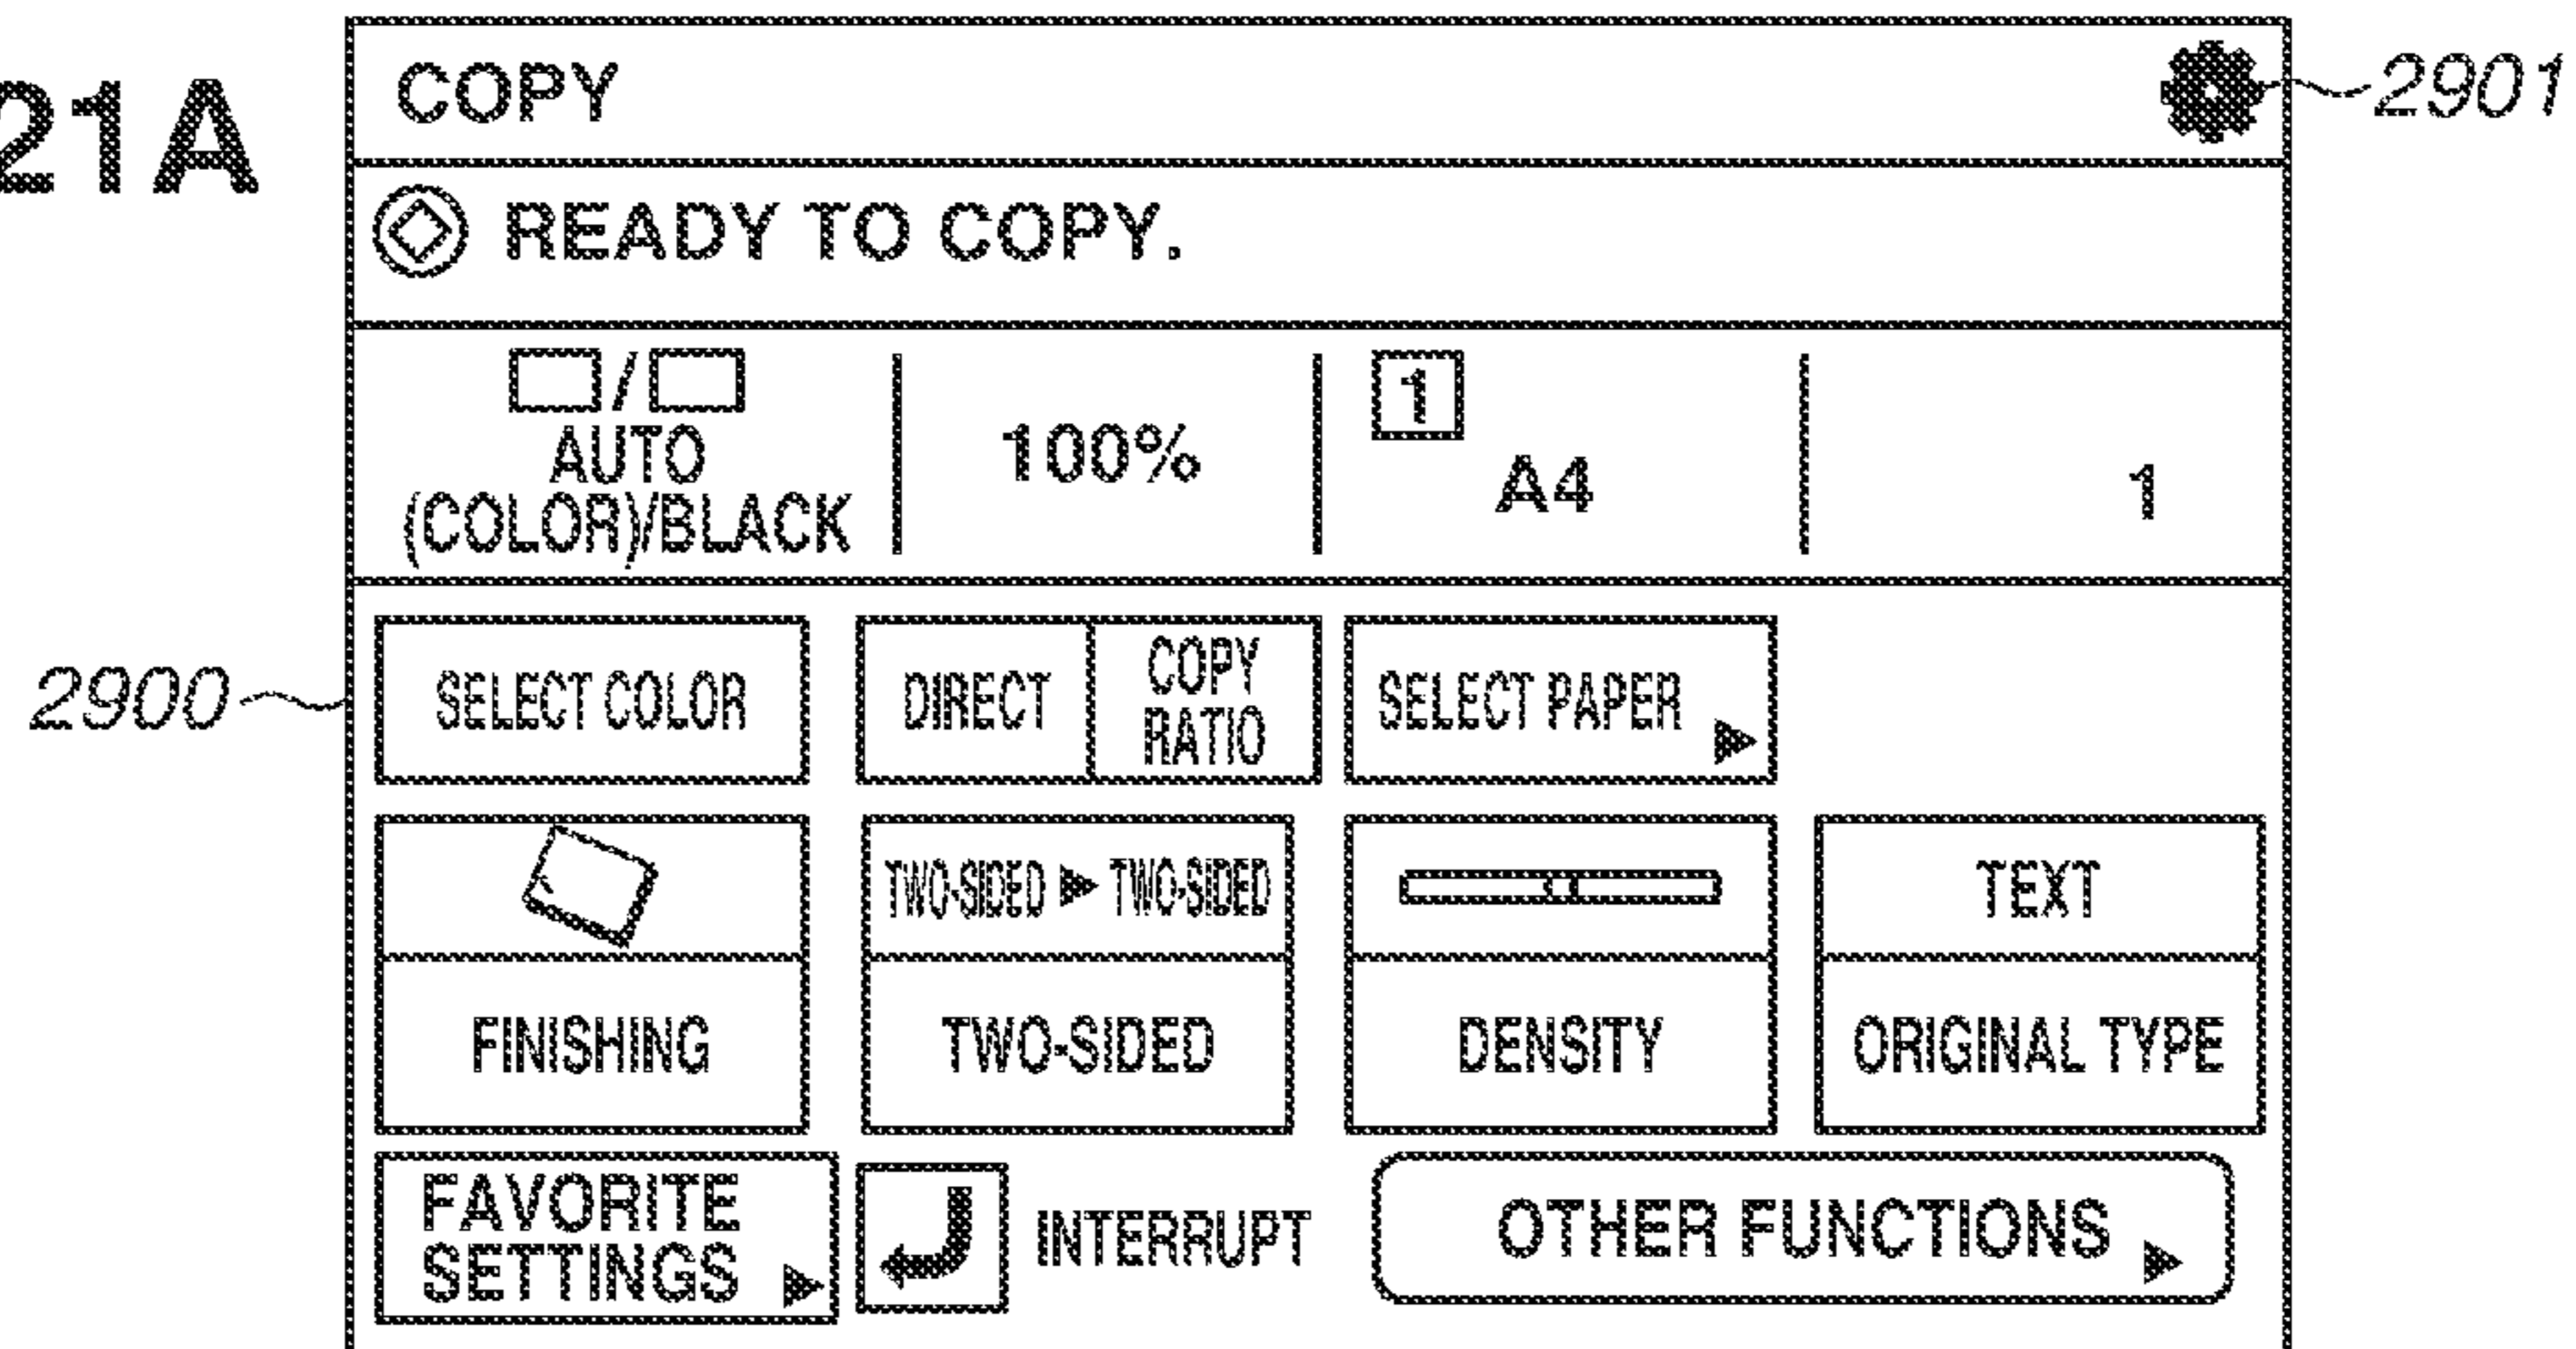 21A
COPY
2901
READY TO COPY.
/
AUTO
(COLOR)/BLACK
100%
1
A4
1
2900
SELECT COLOR
DIRECT
COPY
RATIO
SELECT PAPER
TWO-SIDED ▶ TWO-SIDED
TEXT
FINISHING
TWO-SIDED
DENSITY
ORIGINAL TYPE
FAVORITE
SETTINGS
INTERRUPT
OTHER FUNCTIONS